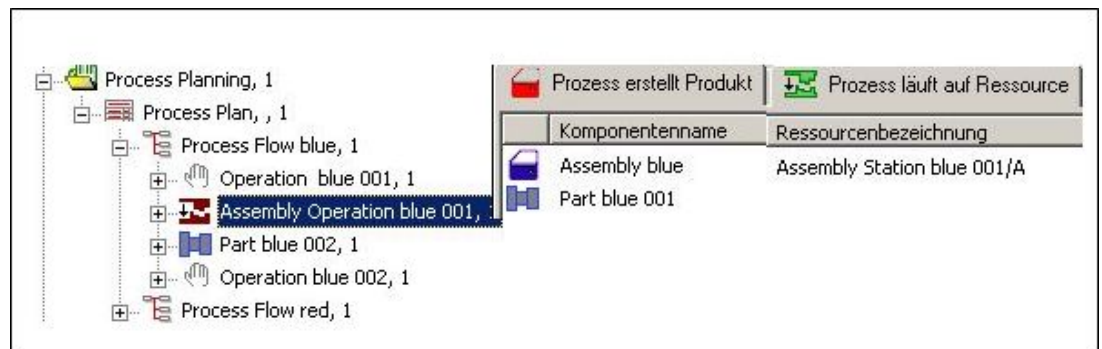 Process Planning, 1
Process Plan, , 1
Process Flow blue, 1
Operation blue 001, 1
Assembly Operation blue 001,
Part blue 002, 1
Operation blue 002, 1
Process Flow red, 1
Prozess erstellt Produkt
Prozess läuft auf Ressource
Komponentenname
Ressourcenbezeichnung
Assembly blue
Assembly Station blue 001/A
Part blue 001